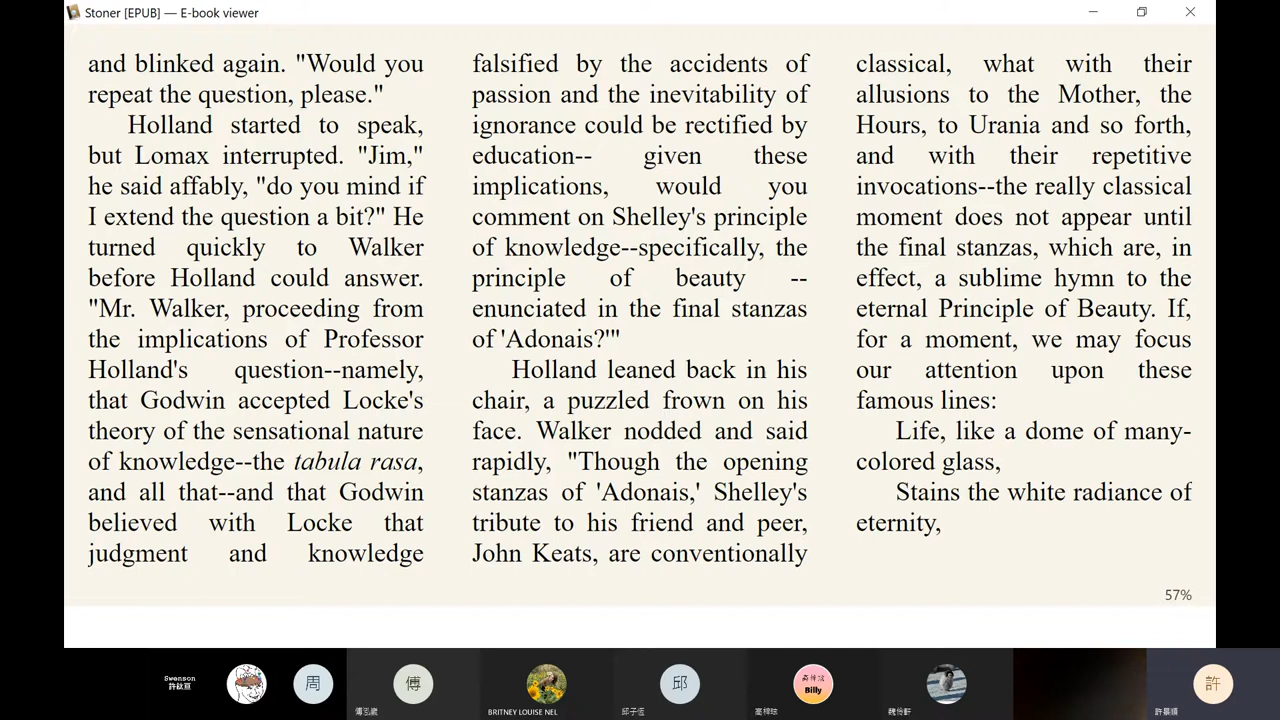 Stoner [EPUB] — E-book viewer
and blinked again. "Would you
repeat the question, please."
Holland started to speak,
but Lomax interrupted. "Jim,"
he said affably, "do you mind if
I extend the question a bit?" He
turned quickly to Walker
before Holland could answer.
"Mr. Walker, proceeding from
the implications of Professor
Holland's question--namely,
that Godwin accepted Locke's
theory of the sensational nature
of knowledge--the tabula rasa,
and all that--and that Godwin
believed with Locke that
judgment and knowledge
falsified by the accidents of
passion and the inevitability of
ignorance could be rectified by
education-- given these
implications, would you
comment on Shelley's principle
of knowledge--specifically, the
principle of beauty --
enunciated in the final stanzas
of 'Adonais?'"
Holland leaned back in his
chair, a puzzled frown on his
face. Walker nodded and said
rapidly, "Though the opening
stanzas of 'Adonais,' Shelley's
tribute to his friend and peer,
John Keats, are conventionally
classical, what with their
allusions to the Mother, the
Hours, to Urania and so forth,
and with their repetitive
invocations--the really classical
moment does not appear until
the final stanzas, which are, in
effect, a sublime hymn to the
eternal Principle of Beauty. If,
for a moment, we may focus
our attention upon these
famous lines:
Life, like a dome of many-
colored glass,
Stains the white radiance of
eternity,
57%
Swenson
周
傅
邱
Billy
許
BRITNEY LOUISE NEL
邱子恆